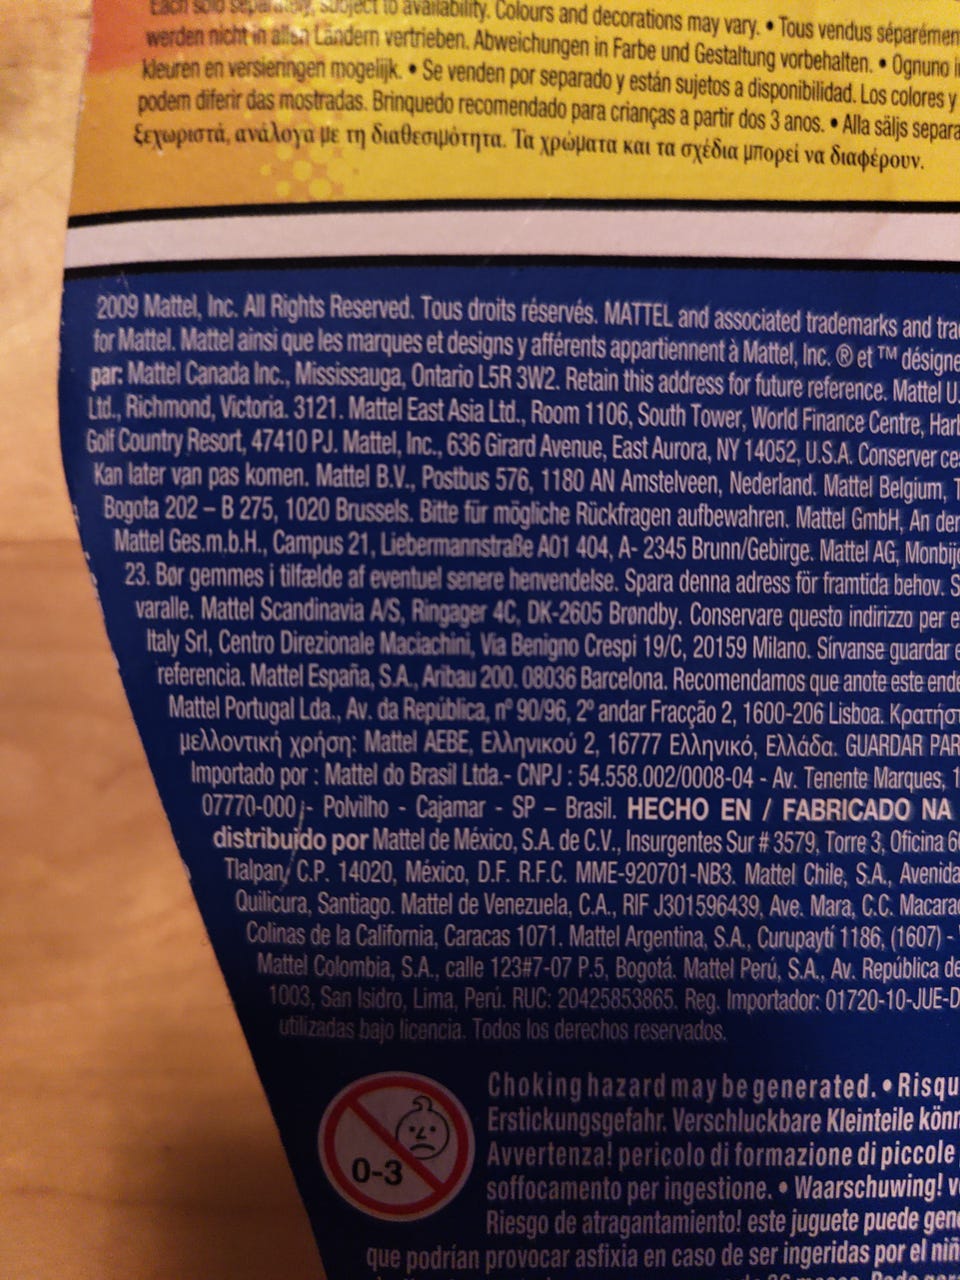 Each sold separately, subject to availability. Colours and decorations may vary. • Tous vendus séparémen
werden nicht in allen Ländern vertrieben. Abweichungen in Farbe und Gestaltung vorbehalten. • Ognuno
kleuren en versieringen mogelijk. • Se venden por separado y están sujetos a disponibilidad. Los colores y
podem diferir das mostradas. Brinquedo recomendado para crianças a partir dos 3 anos. • Alla säljs separa
ξεχωριστά, ανάλογα με τη διαθεσιμότητα. Τα χρώματα και τα σχέδια μπορεί να διαφέρουν.
2009 Mattel, Inc. All Rights Reserved. Tous droits réservés. MATTEL and associated trademarks and tra
for Mattel. Mattel ainsi que les marques et designs y afférents appartiennent à Mattel, Inc. ® et ™ désigne
par: Mattel Canada Inc., Mississauga, Ontario L5R 3W2. Retain this address for future reference. Mattel U.
Ltd., Richmond, Victoria. 3121. Mattel East Asia Ltd., Room 1106, South Tower, World Finance Centre, Harb
Golf Country Resort, 47410 PJ. Mattel, Inc., 636 Girard Avenue, East Aurora, NY 14052, U.S.A. Conserver ce
Kan later van pas komen. Mattel B.V., Postbus 576, 1180 AN Amstelveen, Nederland. Mattel Belgium, T
Bogota 202 – B 275, 1020 Brussels. Bitte für mögliche Rückfragen aufbewahren. Mattel GmbH, An der
Mattel Ges.m.b.H., Campus 21, Liebermannstraße A01 404, A- 2345 Brunn/Gebirge. Mattel AG, Monbij
23. Bør gemmes i tilfælde af eventuel senere henvendelse. Spara denna adress för framtida behov. S
varalle. Mattel Scandinavia A/S, Ringager 4C, DK-2605 Brøndby. Conservare questo indirizzo per e
Italy Srl, Centro Direzionale Maciachini, Via Benigno Crespi 19/C, 20159 Milano. Sírvanse guardar e
referencia. Mattel España, S.A., Aribau 200. 08036 Barcelona. Recomendamos que anote este ende
Mattel Portugal Lda., Av. da República, nº 90/96, 2º andar Fracção 2, 1600-206 Lisboa. Κρατήστ
μελλοντική χρήση: Mattel AEBE, Ελληνικού 2, 16777 Ελληνικό, Ελλάδα. GUARDAR PAR
Importado por : Mattel do Brasil Ltda.- CNPJ : 54.558.002/0008-04 - Av. Tenente Marques, 1
07770-000 - Polvilho - Cajamar - SP – Brasil. HECHO EN / FABRICADO NA
distribuido por Mattel de México, S.A. de C.V., Insurgentes Sur # 3579, Torre 3, Oficina 6
Tlalpan, C.P. 14020, México, D.F. R.F.C. MME-920701-NB3. Mattel Chile, S.A., Avenida
Quilicura, Santiago. Mattel de Venezuela, C.A., RIF J301596439, Ave. Mara, C.C. Macara
Colinas de la California, Caracas 1071. Mattel Argentina, S.A., Curupaytí 1186, (1607) -
Mattel Colombia, S.A., calle 123#7-07 P.5, Bogotá. Mattel Perú, S.A., Av. República de
1003, San Isidro, Lima, Perú. RUC: 20425853865. Reg. Importador: 01720-10-JUE-D
utilizadas bajo licencia. Todos los derechos reservados.
Choking hazard may be generated. • Risqu
Erstickungsgefahr. Verschluckbare Kleinteile könn
Avvertenza! pericolo di formazione di piccole
soffocamento per ingestione. • Waarschuwing! v
Riesgo de atragantamiento! este juguete puede gene
0-3
que podrían provocar asfixia en caso de ser ingeridas por el niñ